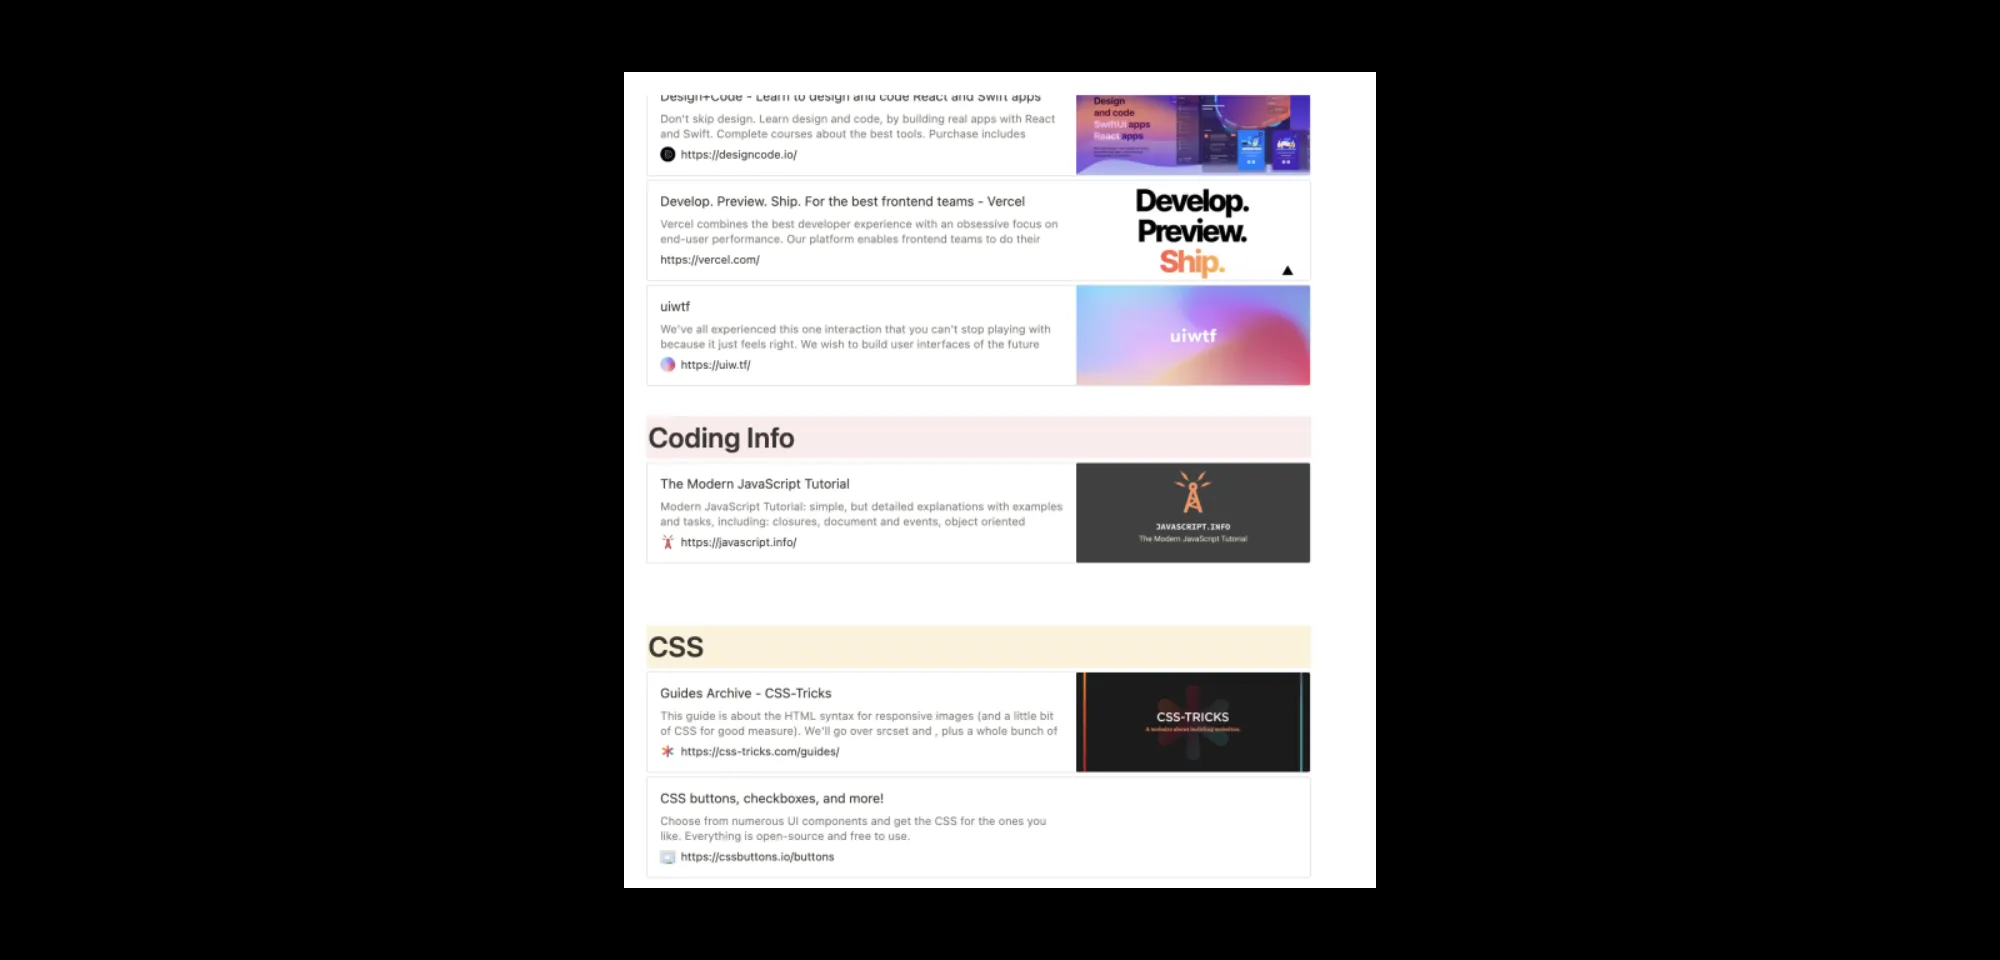 Design+Code - Learn to design and code React and Swift apps
Don't skip design. Learn design and code, by building real apps with React
and Swift. Complete courses about the best tools. Purchase includes
https://designcode.io/
Design
and code
SwiftUI apps
React apps
Develop. Preview. Ship. For the best frontend teams - Vercel
Vercel combines the best developer experience with an obsessive focus on
end-user performance. Our platform enables frontend teams to do their
https://vercel.com/
Develop.
Preview.
Ship.
uiwtf
We've all experienced this one interaction that you can't stop playing with
because it just feels right. We wish to build user interfaces of the future
https://uiw.tf/
uiwtf
Coding Info
The Modern JavaScript Tutorial
Modern JavaScript Tutorial: simple, but detailed explanations with examples
and tasks, including: closures, document and events, object oriented
https://javascript.info/
JAVASCRIPT.INFO
The Modern JavaScript Tutorial
CSS
Guides Archive - CSS-Tricks
This guide is about the HTML syntax for responsive images (and a little bit
of CSS for good measure). We'll go over srcset and , plus a whole bunch of
https://css-tricks.com/guides/
CSS-TRICKS
A website about building websites.
CSS buttons, checkboxes, and more!
Choose from numerous UI components and get the CSS for the ones you
like. Everything is open-source and free to use.
https://cssbuttons.io/buttons